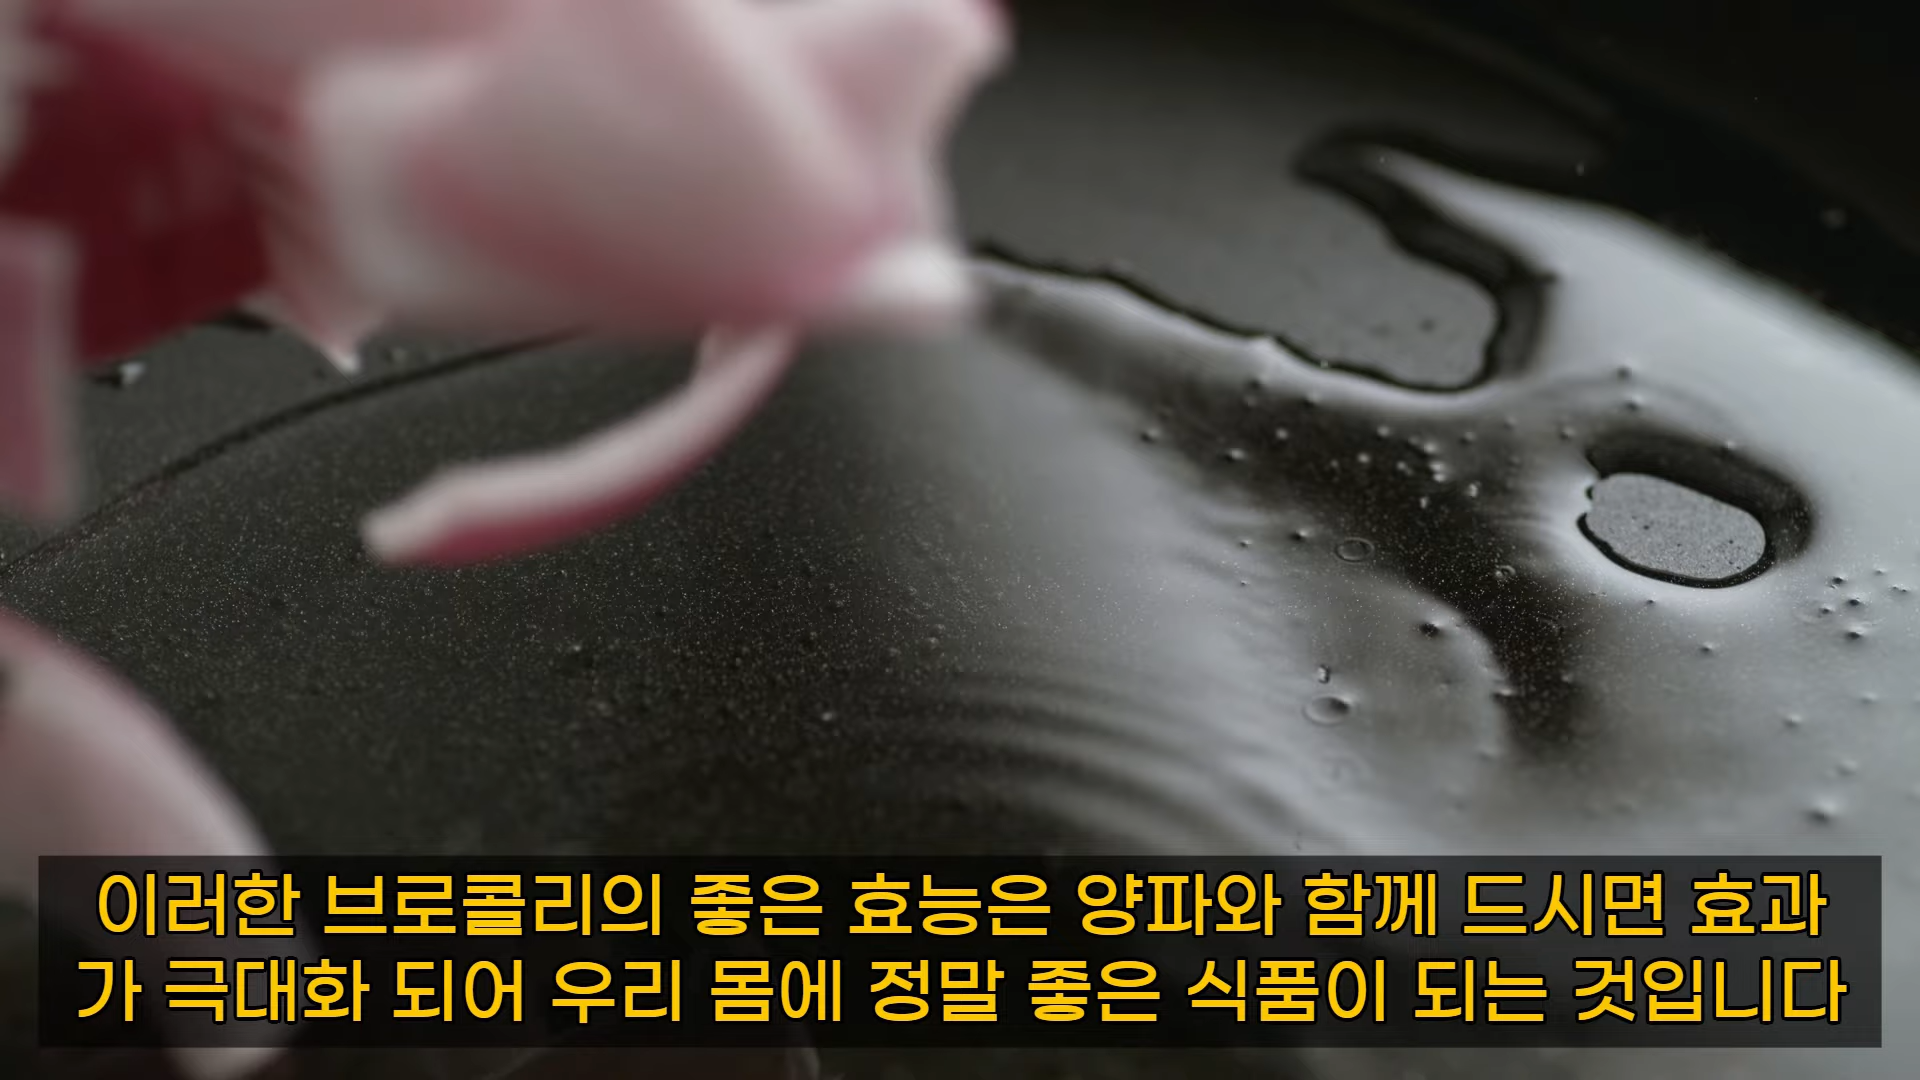 이러한 브로콜리의 좋은 효능은 양파와 함께 드시면 효과
가 극대화 되어 우리 몸에 정말 좋은 식품이 되는 것입니다